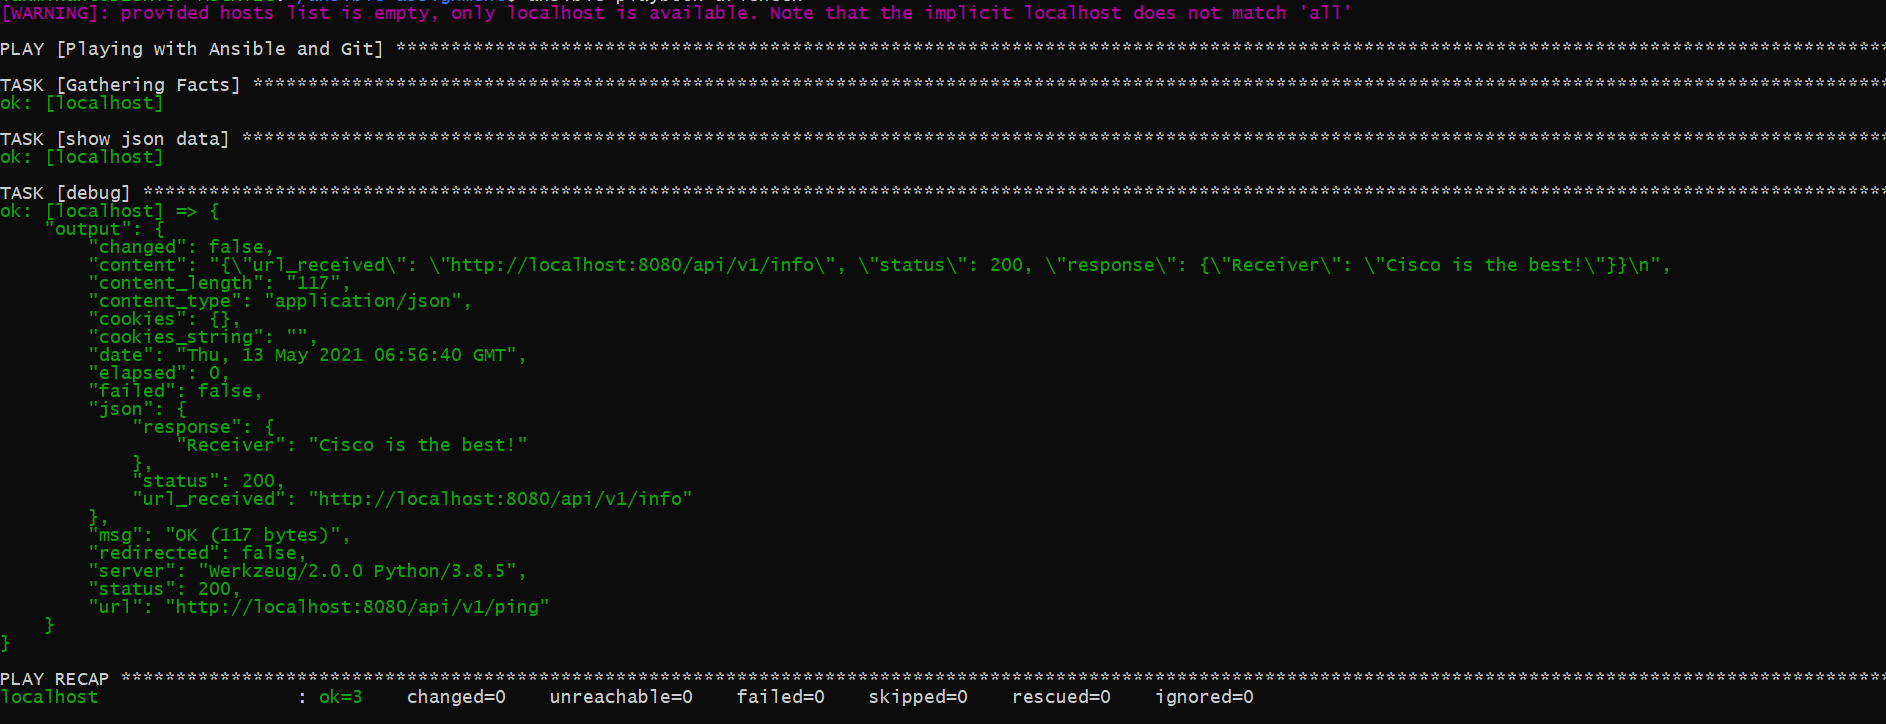 [WARNING]: provided hosts list is empty, only localhost is available. Note that the implicit localhost does not match 'all'
PLAY [Playing with Ansible and Git] ****************************************************************************************************************************************
TASK [Gathering Facts] *****************************************************************************************************************************************************
ok: [localhost]
TASK [show json data] ******************************************************************************************************************************************************
ok: [localhost]
TASK [debug] ***************************************************************************************************************************************************************
ok: [localhost] => {
    "output": {
        "changed": false,
        "content": "{\"url_received\": \"http://localhost:8080/api/v1/info\", \"status\": 200, \"response\": {\"Receiver\": \"Cisco is the best!\"}}\n",
        "content_length": "117",
        "content_type": "application/json",
        "cookies": {},
        "cookies_string": "",
        "date": "Thu, 13 May 2021 06:56:40 GMT",
        "elapsed": 0,
        "failed": false,
        "json": {
            "response": {
                "Receiver": "Cisco is the best!"
            },
            "status": 200,
            "url_received": "http://localhost:8080/api/v1/info"
        },
        "msg": "OK (117 bytes)",
        "redirected": false,
        "server": "Werkzeug/2.0.0 Python/3.8.5",
        "status": 200,
        "url": "http://localhost:8080/api/v1/ping"
    }
}
PLAY RECAP *****************************************************************************************************************************************************************
localhost                  : ok=3    changed=0    unreachable=0    failed=0    skipped=0    rescued=0    ignored=0